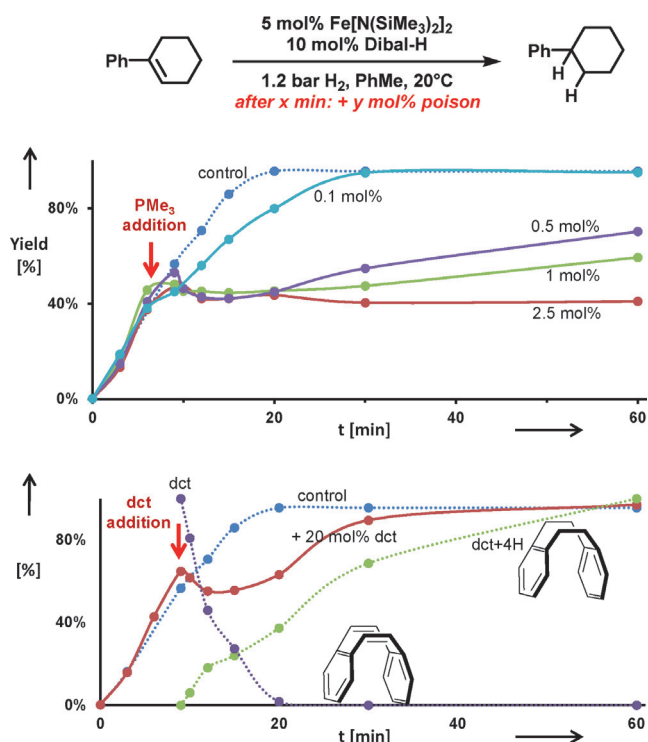 5 mol% Fe[N(SiMe3)2]2
10 mol% Dibal-H
Ph
Ph
H
H
1.2 bar H2, PhMe, 20°C
after x min: + y mol% poison
control
0.1 mol%
PMe3
addition
80%
Yield
[%]
0.5 mol%
1 mol%
40%
2.5 mol%
0%
0
20
40
60
t [min]
dct
dct
addition
control
+ 20 mol% dct
dct+4H
80%
[%]
40%
0%
0
20
40
60
t [min]